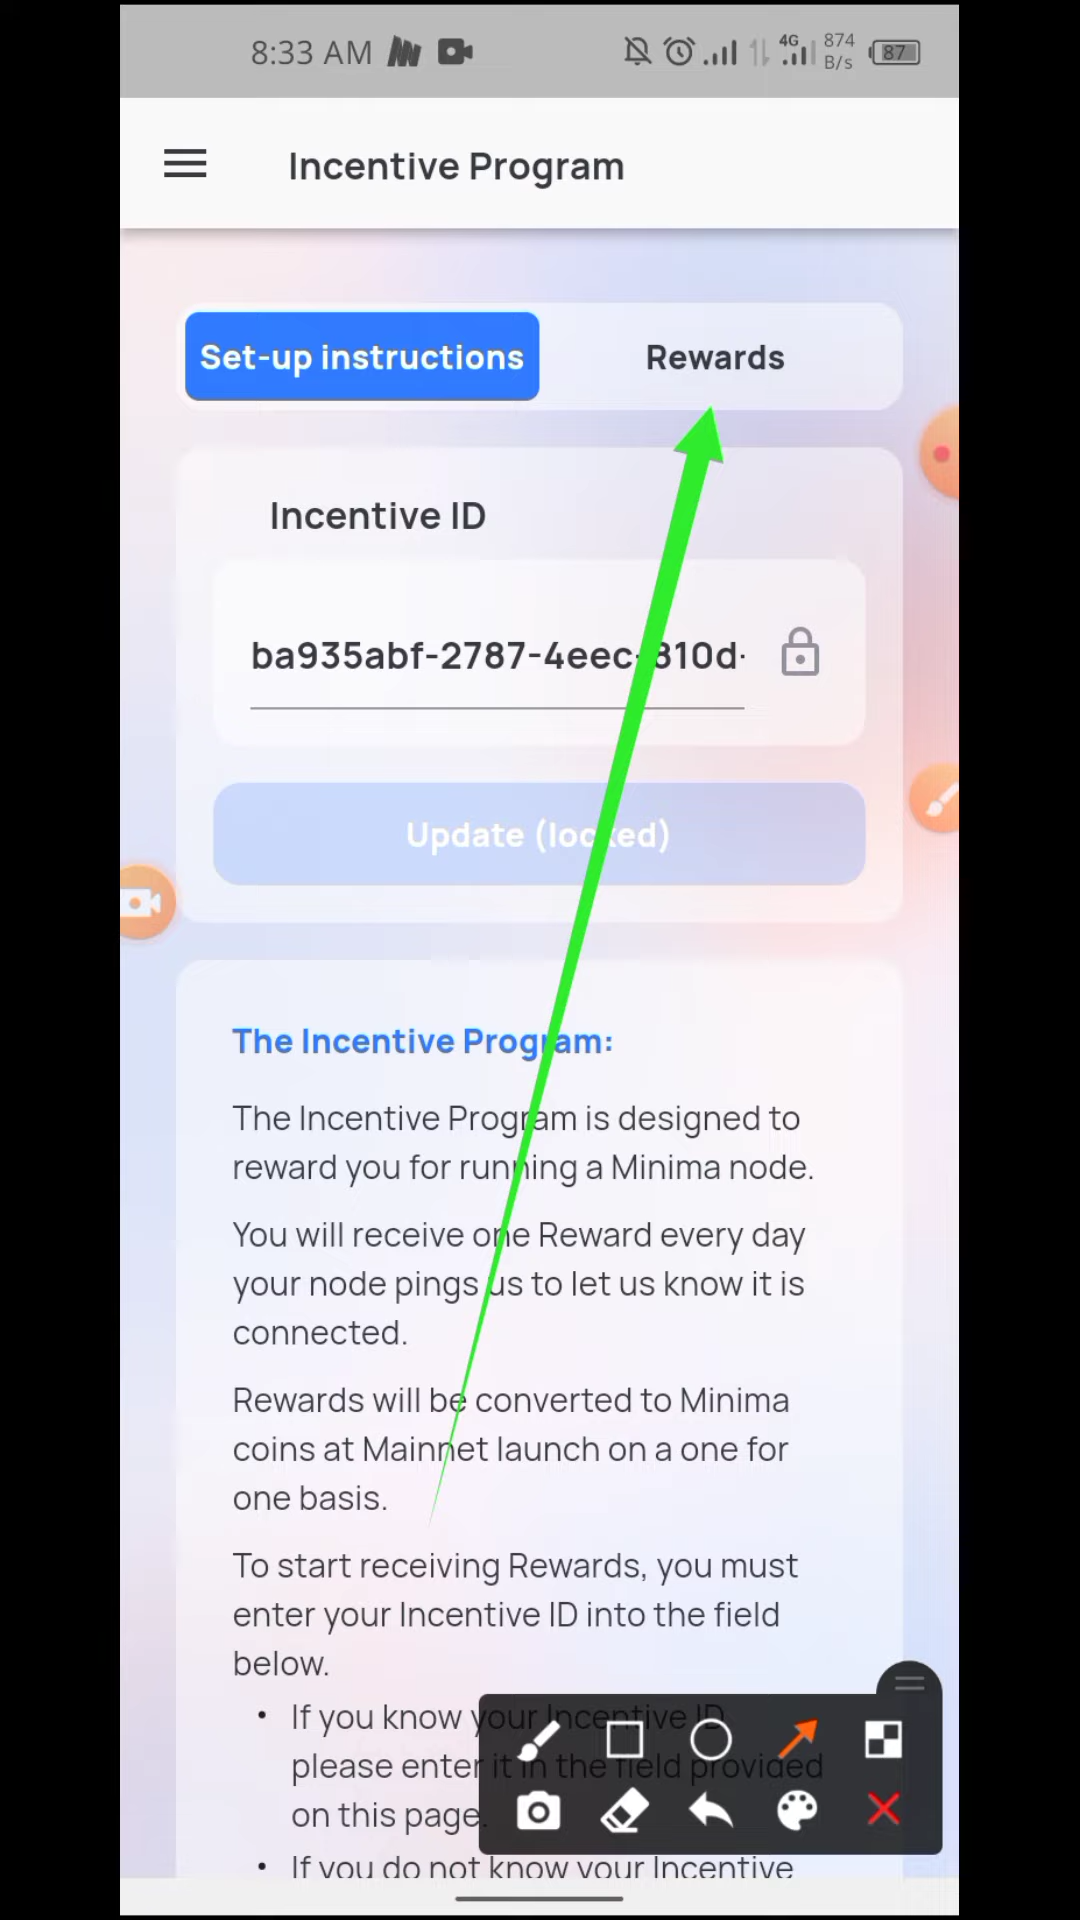 8:33 AM 4G 874 B/s 87
Incentive Program
Set-up instructions Rewards
Incentive ID
ba935abf-2787-4eec-810d-
Update (locked)
The Incentive Program:
The Incentive Program is designed to
reward you for running a Minima node.
You will receive one Reward every day
your node pings us to let us know it is
connected.
Rewards will be converted to Minima
coins at Mainnet launch on a one for
one basis.
To start receiving Rewards, you must
enter your Incentive ID into the field
below.
• If you know your Incentive ID
please enter it in the field provided
on this page.
• If you do not know your Incentive